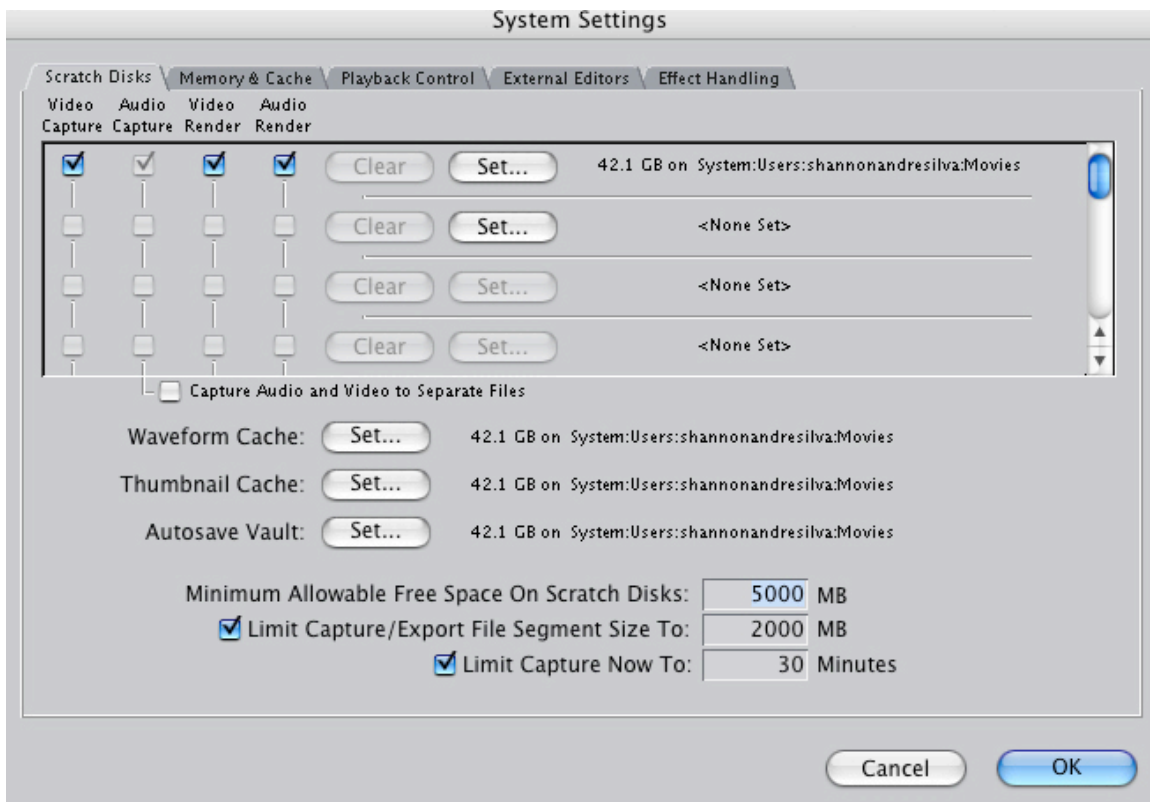 System Settings
Scratch Disks Memory & Cache Playback Control External Editors Effect Handling
Video Audio Video Audio
Capture Capture Render Render
Clear Set... 42.1 GB on System:Users:shannonandresilva:Movies
Clear Set... <None Set>
Clear Set... <None Set>
Clear Set... <None Set>
Capture Audio and Video to Separate Files
Waveform Cache: Set... 42.1 GB on System:Users:shannonandresilva:Movies
Thumbnail Cache: Set... 42.1 GB on System:Users:shannonandresilva:Movies
Autosave Vault: Set... 42.1 GB on System:Users:shannonandresilva:Movies
Minimum Allowable Free Space On Scratch Disks: 5000 MB
Limit Capture/Export File Segment Size To: 2000 MB
Limit Capture Now To: 30 Minutes
Cancel OK